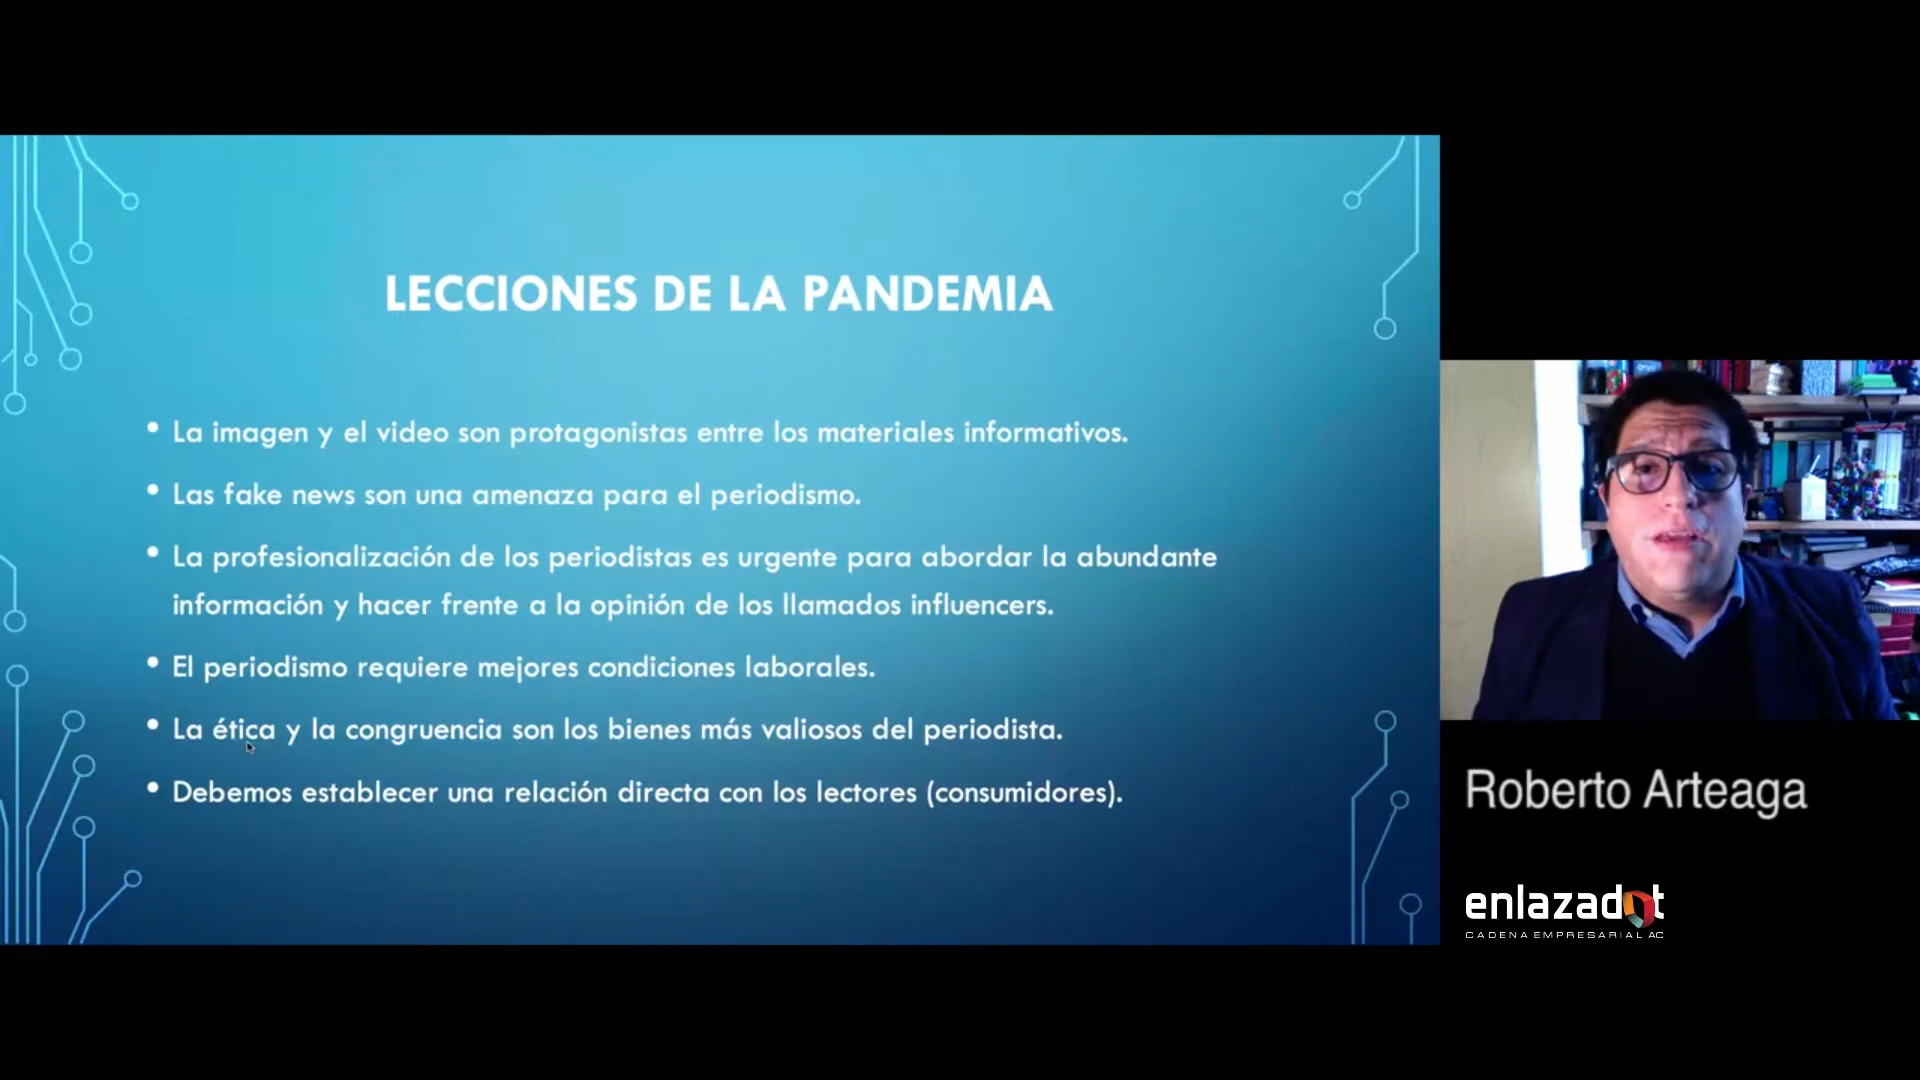 LECCIONES DE LA PANDEMIA
• La imagen y el video son protagonistas entre los materiales informativos.
• Las fake news son una amenaza para el periodismo.
• La profesionalización de los periodistas es urgente para abordar la abundante
información y hacer frente a la opinión de los llamados influencers.
• El periodismo requiere mejores condiciones laborales.
• La ética y la congruencia son los bienes más valiosos del periodista.
• Debemos establecer una relación directa con los lectores (consumidores).
Roberto Arteaga
enlazadot
CADENA EMPRESARIAL AC